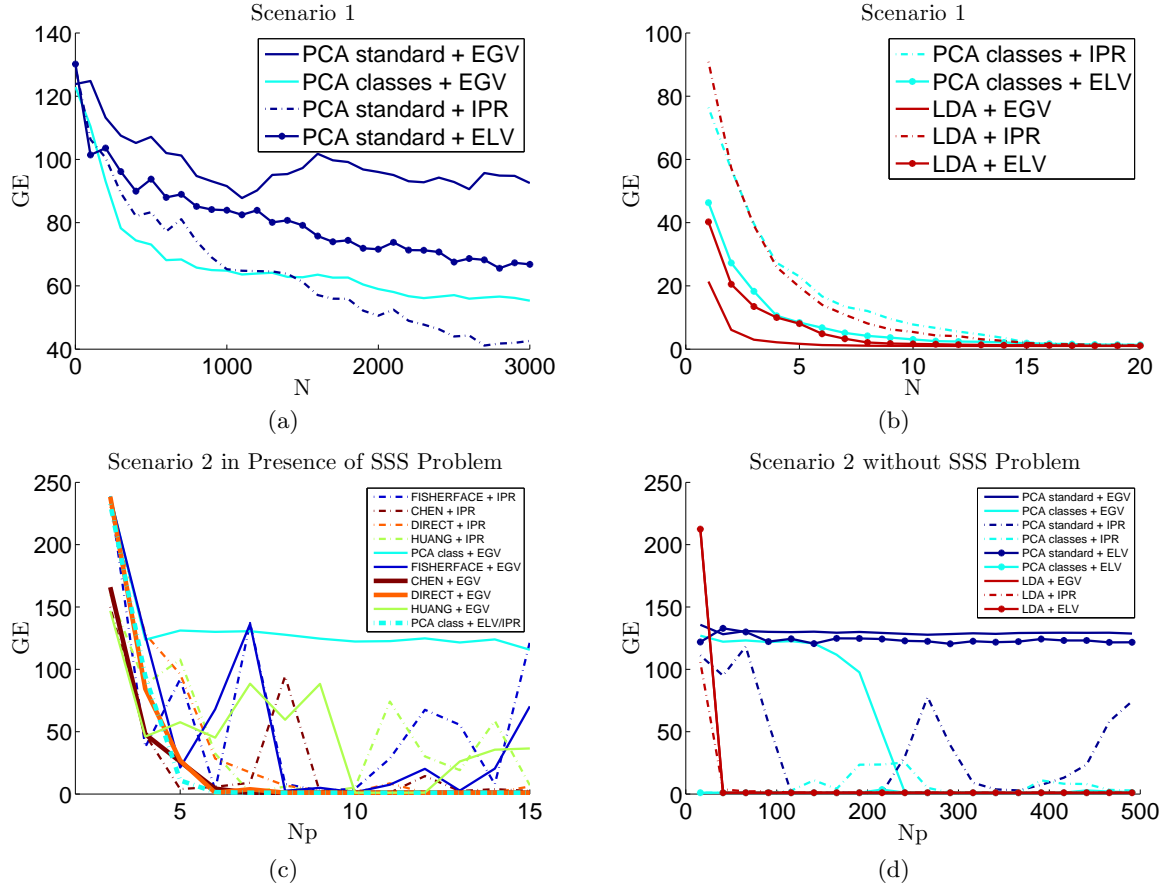 Scenario 1
140
120
100
80
60
40
GE
0
1000
2000
3000
N
PCA standard + EGV
PCA classes + EGV
PCA standard + IPR
PCA standard + ELV
(a)
Scenario 1
100
80
60
40
20
0
GE
0
5
10
15
20
N
PCA classes + IPR
PCA classes + ELV
LDA + EGV
LDA + IPR
LDA + ELV
(b)
Scenario 2 in Presence of SSS Problem
250
200
150
100
50
0
GE
5
10
15
Np
FISHERFACE + IPR
CHEN + IPR
DIRECT + IPR
HUANG + IPR
PCA class + EGV
FISHERFACE + EGV
CHEN + EGV
DIRECT + EGV
HUANG + EGV
PCA class + ELV/IPR
(c)
Scenario 2 without SSS Problem
250
200
150
100
50
0
GE
0
100
200
300
400
500
Np
PCA standard + EGV
PCA classes + EGV
PCA standard + IPR
PCA classes + IPR
PCA standard + ELV
PCA classes + ELV
LDA + EGV
LDA + IPR
LDA + ELV
(d)